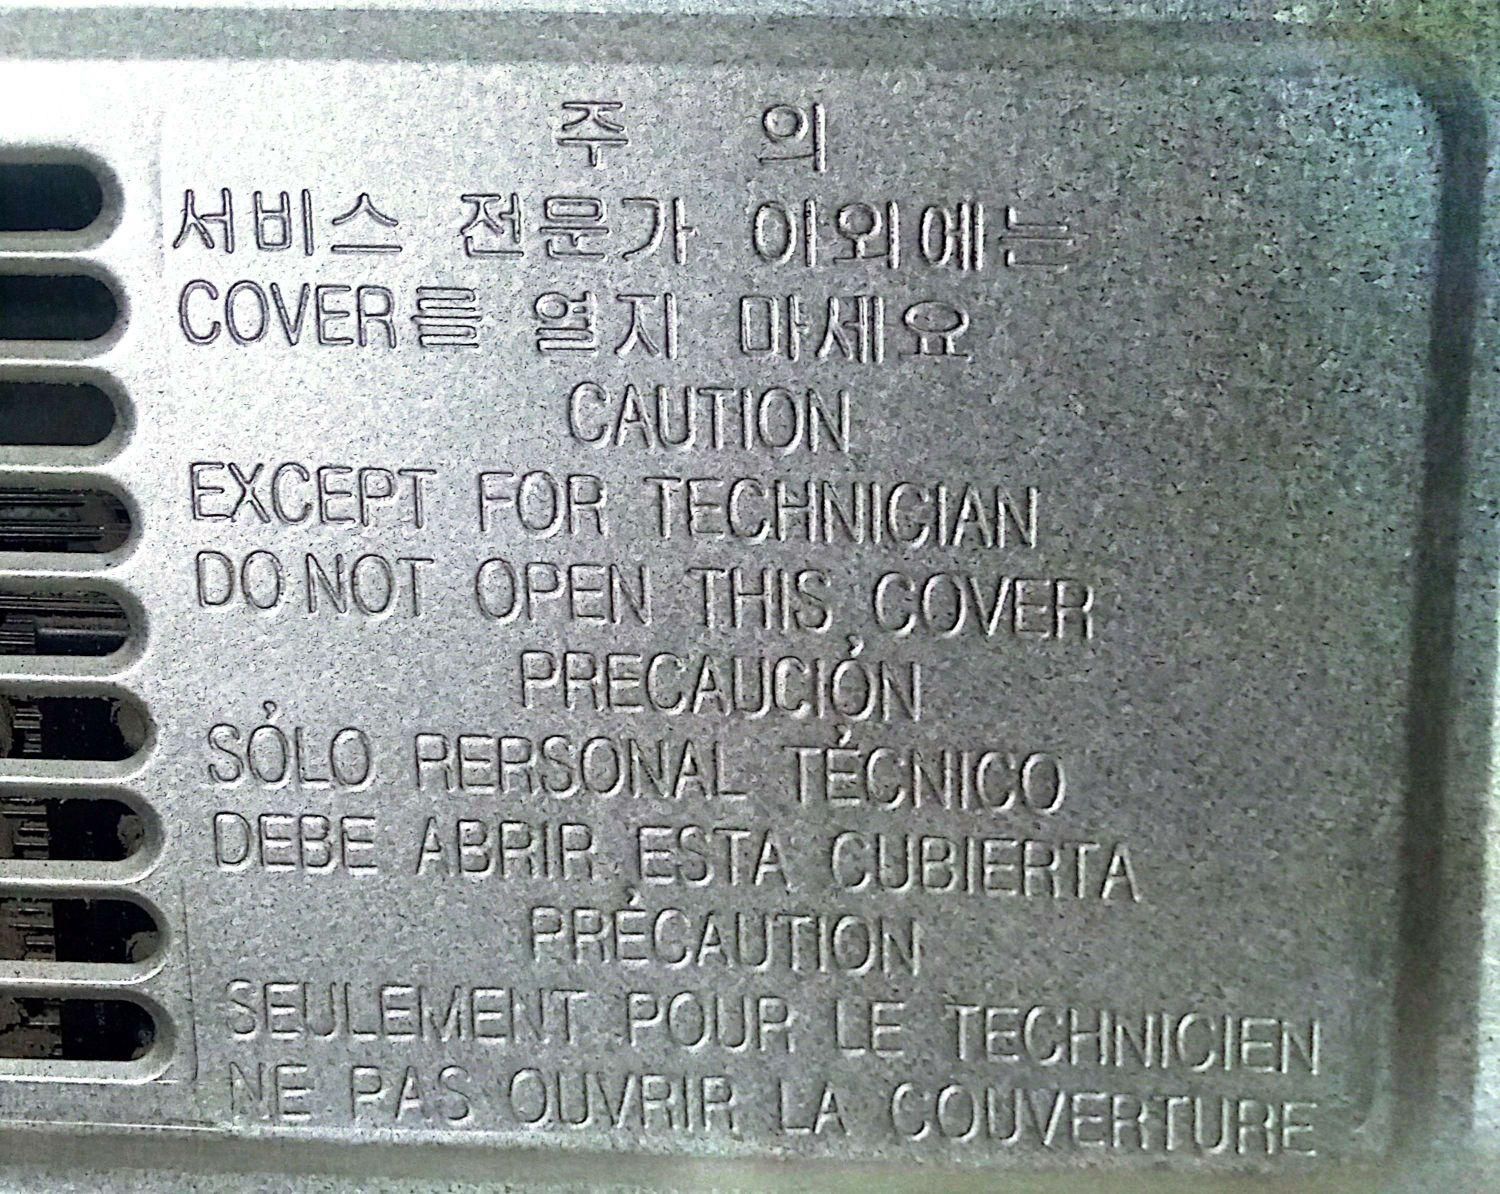 주 의
서비스 전문가 이외에는
COVER를 열지 마세요
CAUTION
EXCEPT FOR TECHNICIAN
DO NOT OPEN THIS COVER
PRECAUCIÓN
SÓLO RERSONAL TÉCNICO
DEBE ABRIR ESTA CUBIERTA
PRÉCAUTION
SEULEMENT POUR LE TECHNICIEN
NE PAS OUVRIR LA COUVERTURE